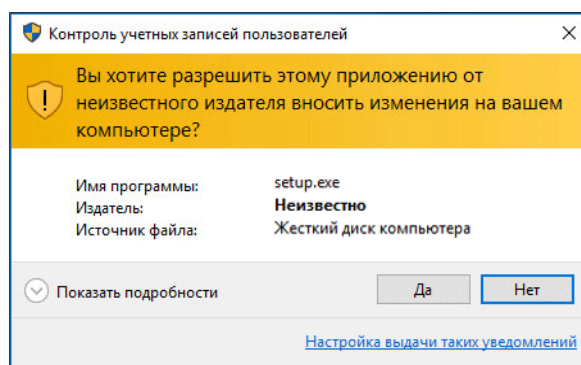 Контроль учетных записей пользователей
Вы хотите разрешить этому приложению от
неизвестного издателя вносить изменения на вашем
компьютере?
Имя программы: setup.exe
Издатель: Неизвестно
Источник файла: Жесткий диск компьютера
Показать подробности
Да
Нет
Настройка выдачи таких уведомлений